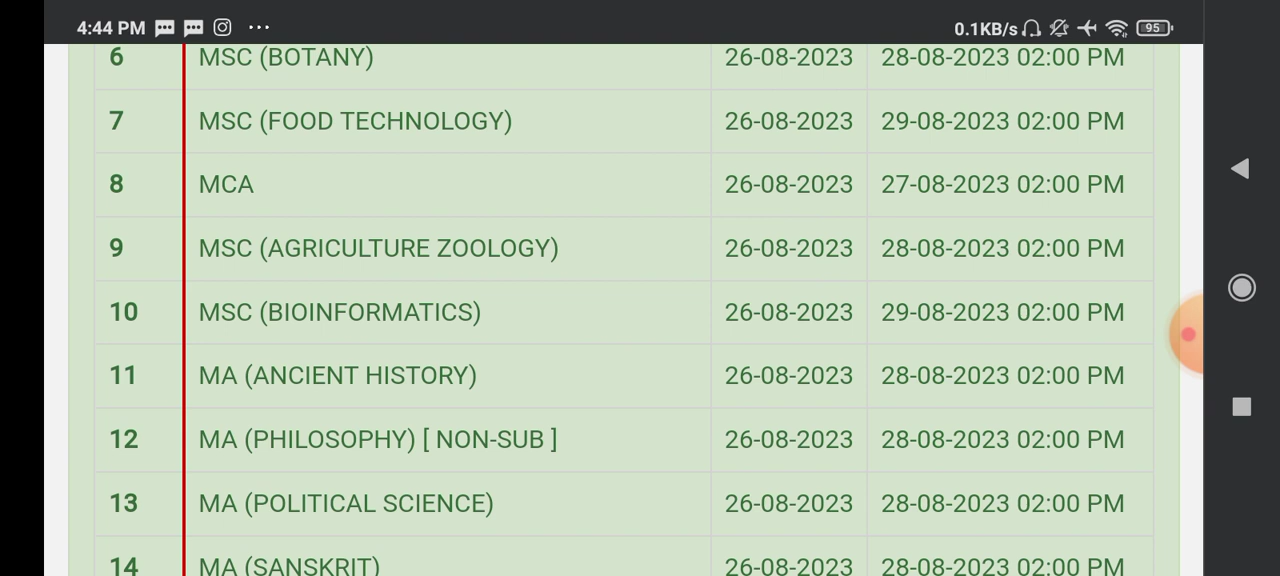 4:44 PM 0.1KB/s 95
6 MSC (BOTANY) 26-08-2023 28-08-2023 02:00 PM
7 MSC (FOOD TECHNOLOGY) 26-08-2023 29-08-2023 02:00 PM
8 MCA 26-08-2023 27-08-2023 02:00 PM
9 MSC (AGRICULTURE ZOOLOGY) 26-08-2023 28-08-2023 02:00 PM
10 MSC (BIOINFORMATICS) 26-08-2023 29-08-2023 02:00 PM
11 MA (ANCIENT HISTORY) 26-08-2023 28-08-2023 02:00 PM
12 MA (PHILOSOPHY) [ NON-SUB ] 26-08-2023 28-08-2023 02:00 PM
13 MA (POLITICAL SCIENCE) 26-08-2023 28-08-2023 02:00 PM
14 MA (SANSKRIT) 26-08-2023 28-08-2023 02:00 PM